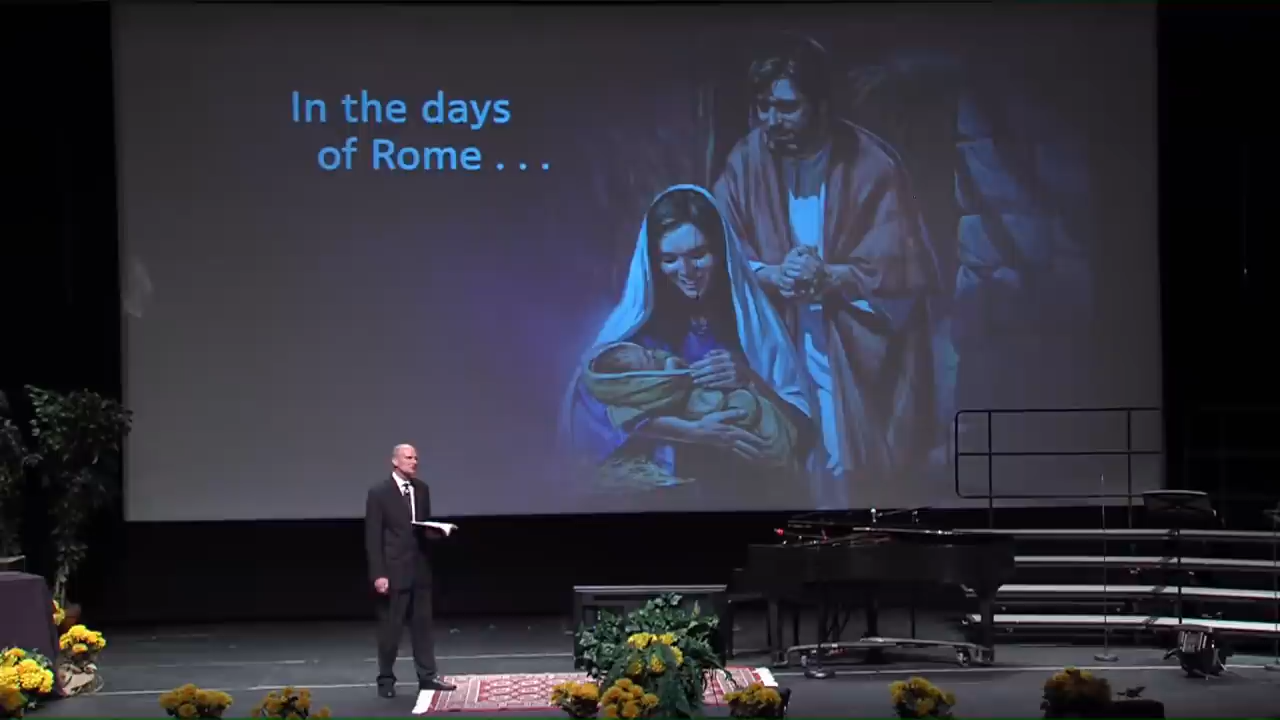 In the days
of Rome . . .